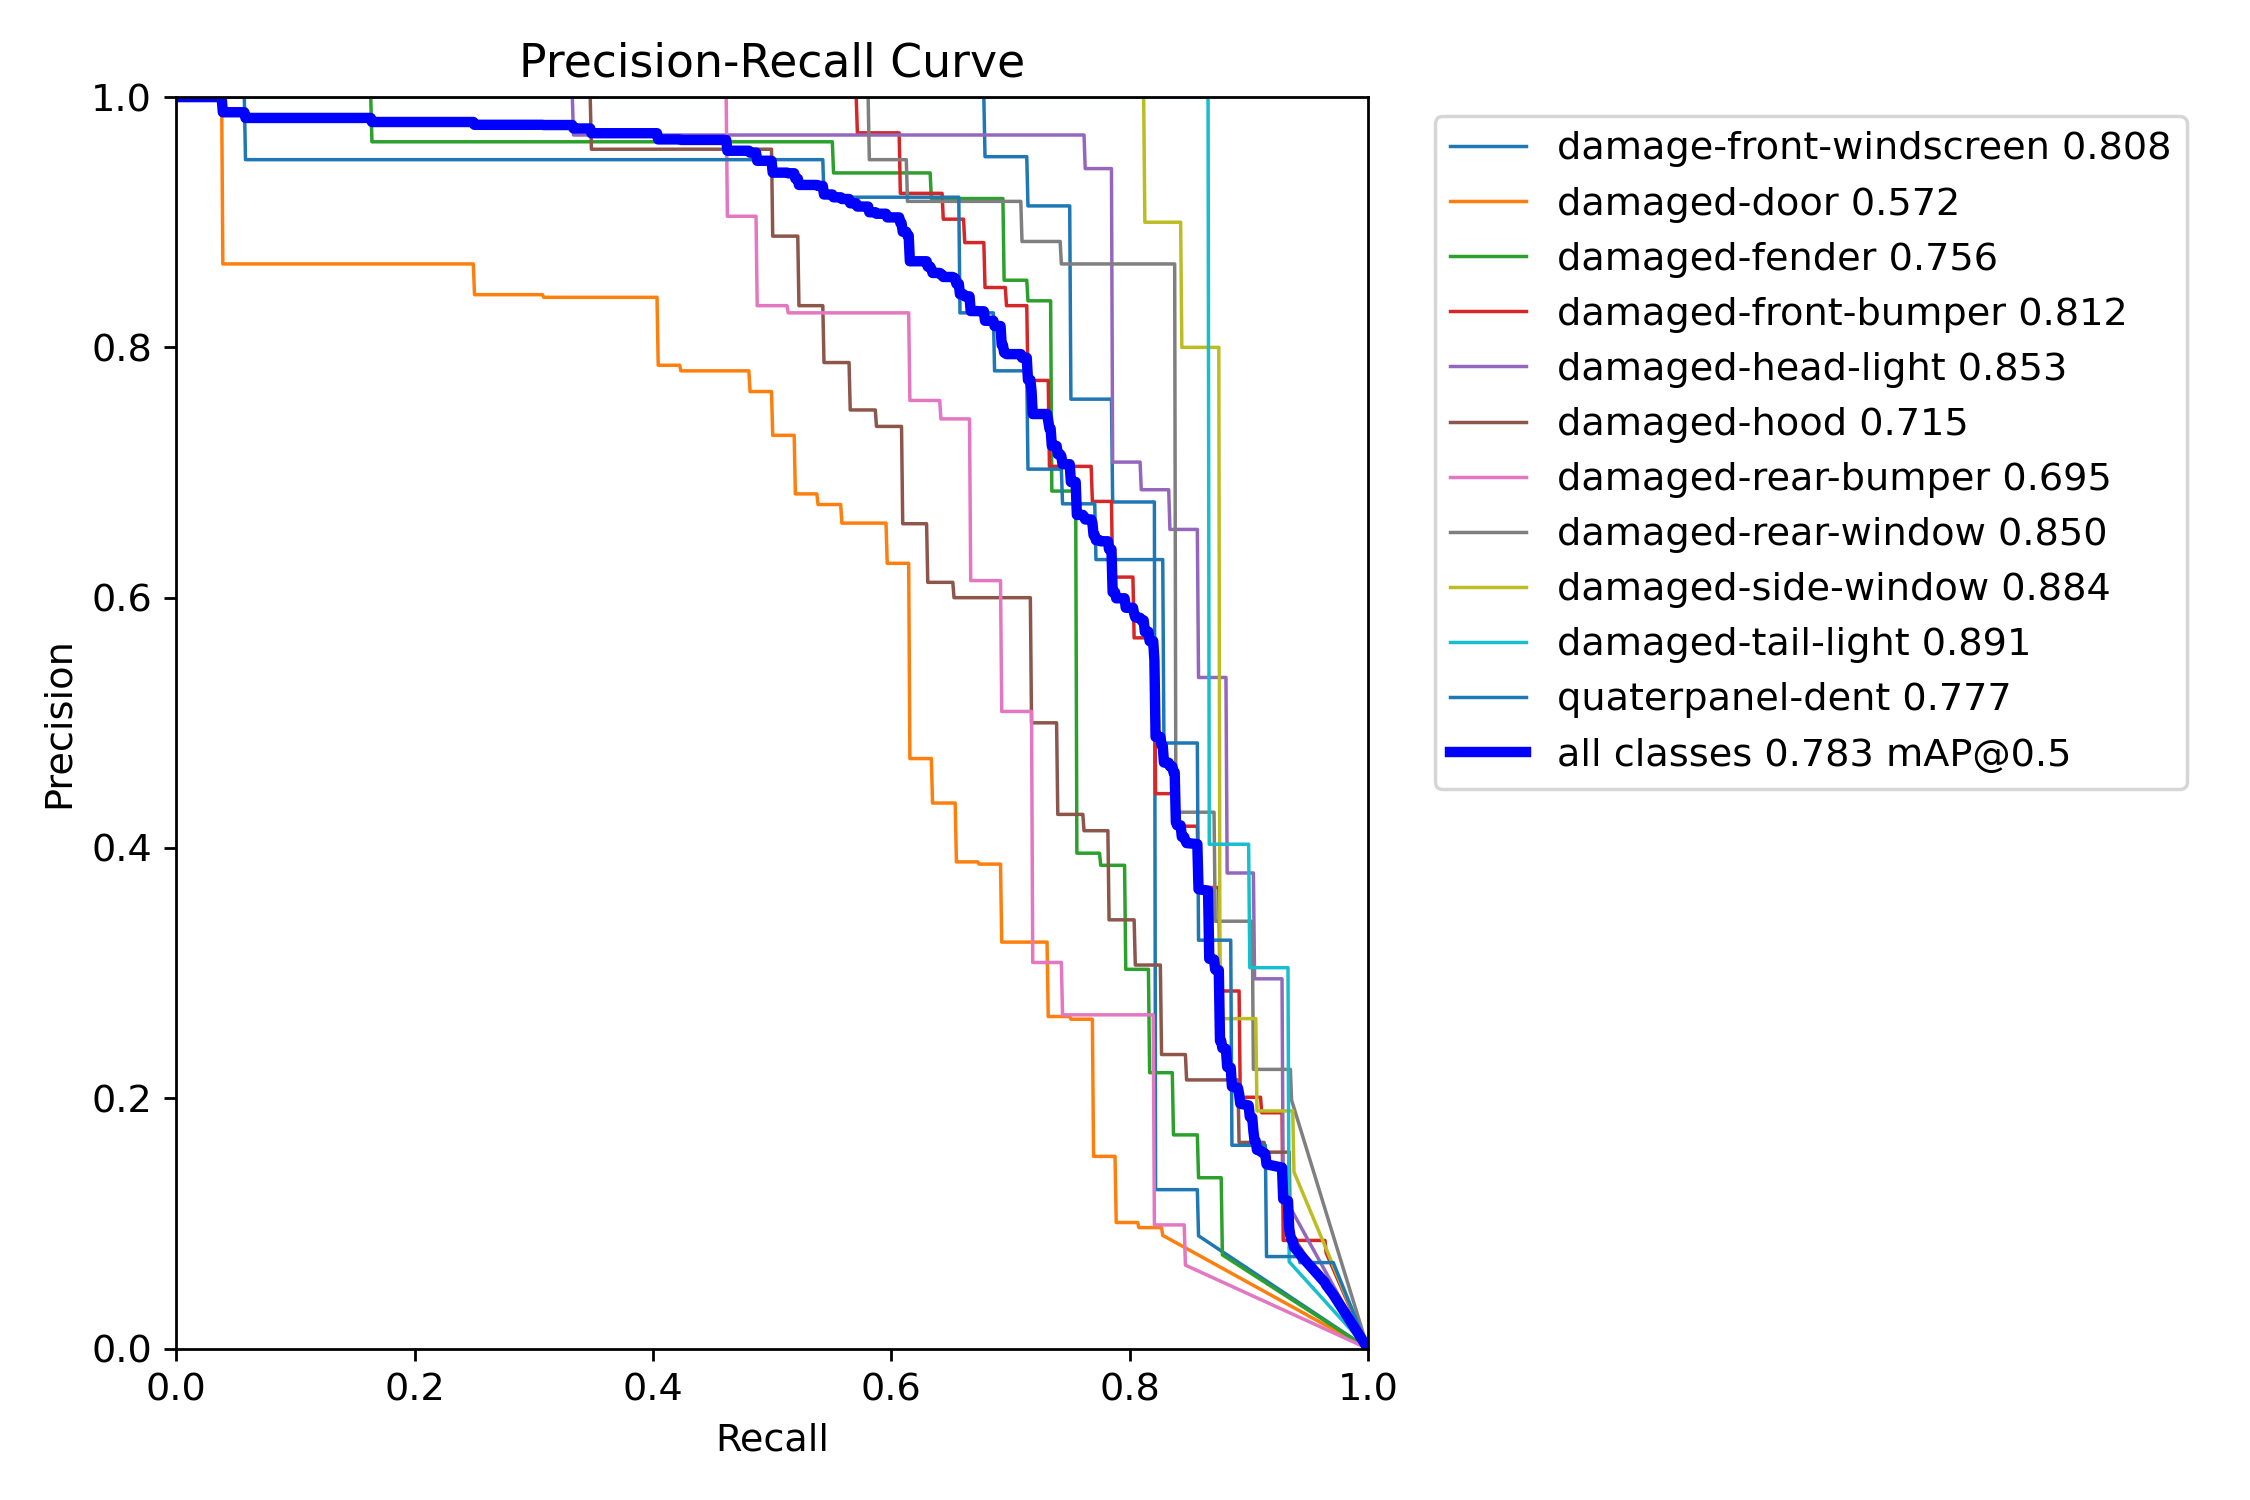 Precision-Recall Curve
1.0
0.8
0.6
0.4
0.2
0.0
Precision
0.0 0.2 0.4 0.6 0.8 1.0
Recall
damage-front-windscreen 0.808
damaged-door 0.572
damaged-fender 0.756
damaged-front-bumper 0.812
damaged-head-light 0.853
damaged-hood 0.715
damaged-rear-bumper 0.695
damaged-rear-window 0.850
damaged-side-window 0.884
damaged-tail-light 0.891
quaterpanel-dent 0.777
all classes 0.783 mAP@0.5